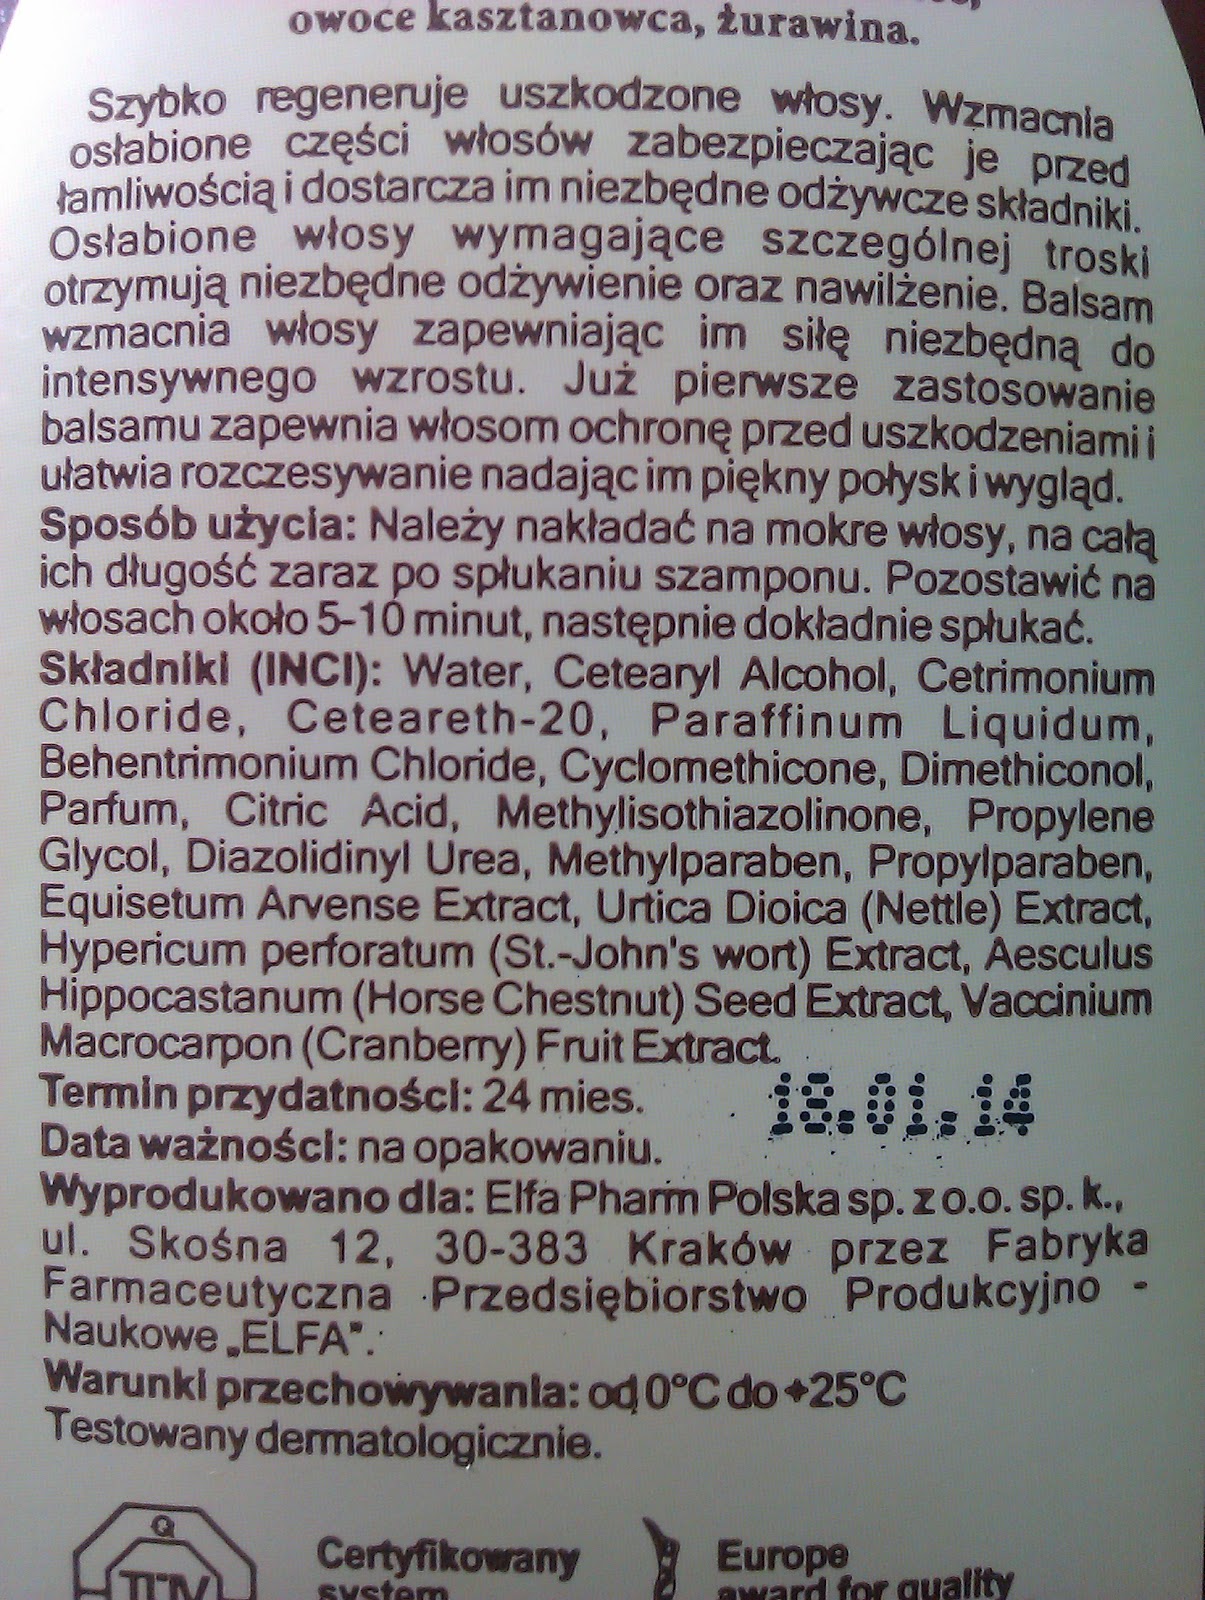 owoce kasztanowca, żurawina.
Szybko regeneruje uszkodzone włosy. Wzmacnia
osłabione części włosów zabezpieczając je przed
łamliwością i dostarcza im niezbędne odżywcze składniki.
Osłabione włosy wymagające szczególnej troski
otrzymują niezbędne odżywienie oraz nawilżenie. Balsam
wzmacnia włosy zapewniając im siłę niezbędną do
intensywnego wzrostu. Już pierwsze zastosowanie
balsamu zapewnia włosom ochronę przed uszkodzeniami i
ułatwia rozczesywanie nadając im piękny połysk i wygląd.
Sposób użycia: Należy nakładać na mokre włosy, na całą
ich długość zaraz po spłukaniu szamponu. Pozostawić na
włosach około 5-10 minut, następnie dokładnie spłukać.
Składniki (INCI): Water, Cetearyl Alcohol, Cetrimonium
Chloride, Ceteareth-20, Paraffinum Liquidum,
Behentrimonium Chloride, Cyclomethicone, Dimethiconol,
Parfum, Citric Acid, Methylisothiazolinone, Propylene
Glycol, Diazolidinyl Urea, Methylparaben, Propylparaben,
Equisetum Arvense Extract, Urtica Dioica (Nettle) Extract,
Hypericum perforatum (St.-John's wort) Extract, Aesculus
Hippocastanum (Horse Chestnut) Seed Extract, Vaccinium
Macrocarpon (Cranberry) Fruit Extract.
Termin przydatności: 24 mies. 18.01.14
Data ważności: na opakowaniu.
Wyprodukowano dla: Elfa Pharm Polska sp. z o.o. sp. k.,
ul. Skośna 12, 30-383 Kraków przez Fabryka
Farmaceutyczna Przedsiębiorstwo Produkcyjno -
Naukowe „ELFA".
Warunki przechowywania: od 0°C do +25°C
Testowany dermatologicznie.
Q
Certyfikowany
system
Europe
award for quality